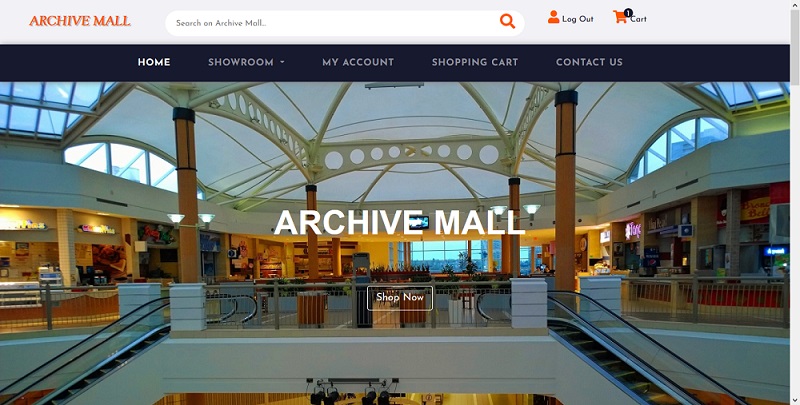 ARCHIVE MALL
Search on Archive Mall...
Log Out
1
Cart
HOME
SHOWROOM
MY ACCOUNT
SHOPPING CART
CONTACT US
ARCHIVE MALL
Shop Now